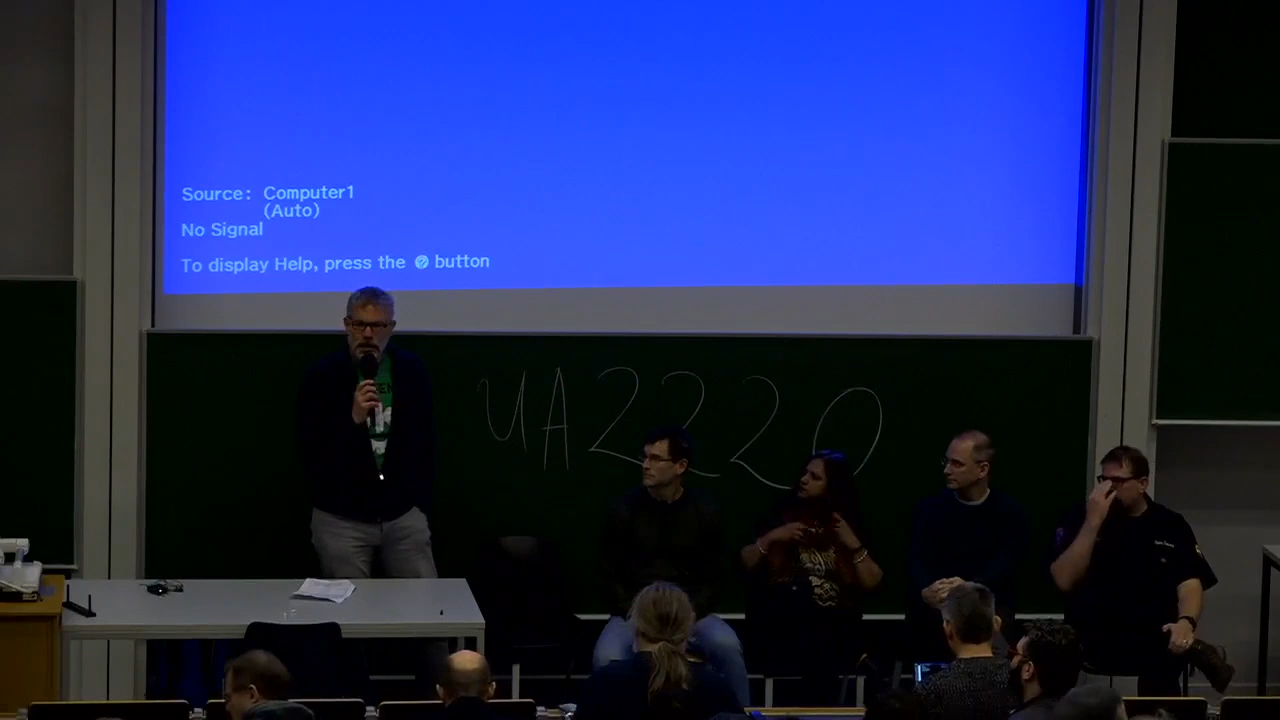 Source: Computer1
(Auto)
No Signal
To display Help, press the ? button
UA2220